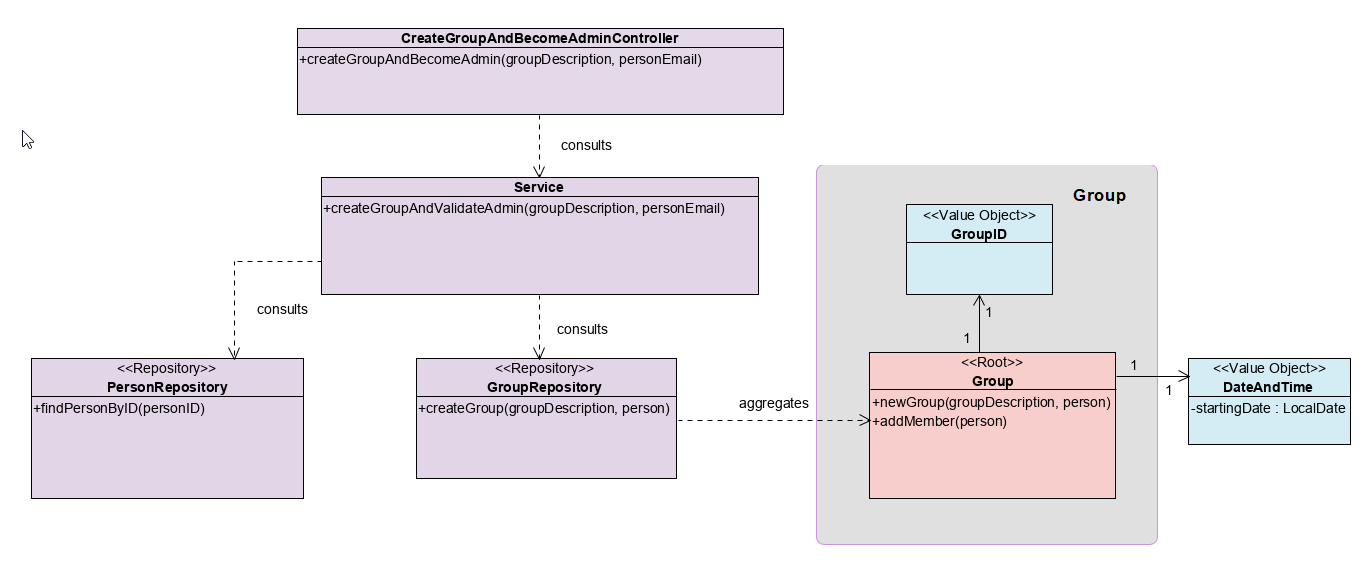 CreateGroupAndBecomeAdminController
+createGroupAndBecomeAdmin(groupDescription, personEmail)
consults
Service
+createGroupAndValidateAdmin(groupDescription, personEmail)
consults
consults
<<Repository>>
PersonRepository
+findPersonByID(personID)
<<Repository>>
GroupRepository
+createGroup(groupDescription, person)
aggregates
Group
<<Value Object>>
GroupID
1
1
<<Root>>
Group
+newGroup(groupDescription, person)
+addMember(person)
1
1
<<Value Object>>
DateAndTime
-startingDate : LocalDate